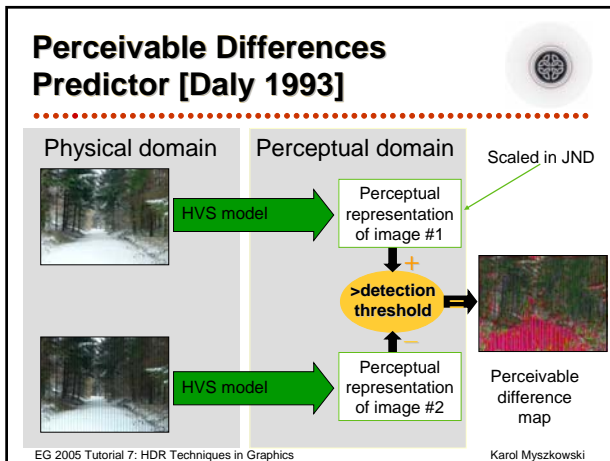 Perceivable Differences
Predictor [Daly 1993]
Physical domain
Perceptual domain
Scaled in JND
HVS model
Perceptual
representation
of image #1
+
>detection
threshold
=
−
HVS model
Perceptual
representation
of image #2
Perceivable
difference
map
EG 2005 Tutorial 7: HDR Techniques in Graphics
Karol Myszkowski